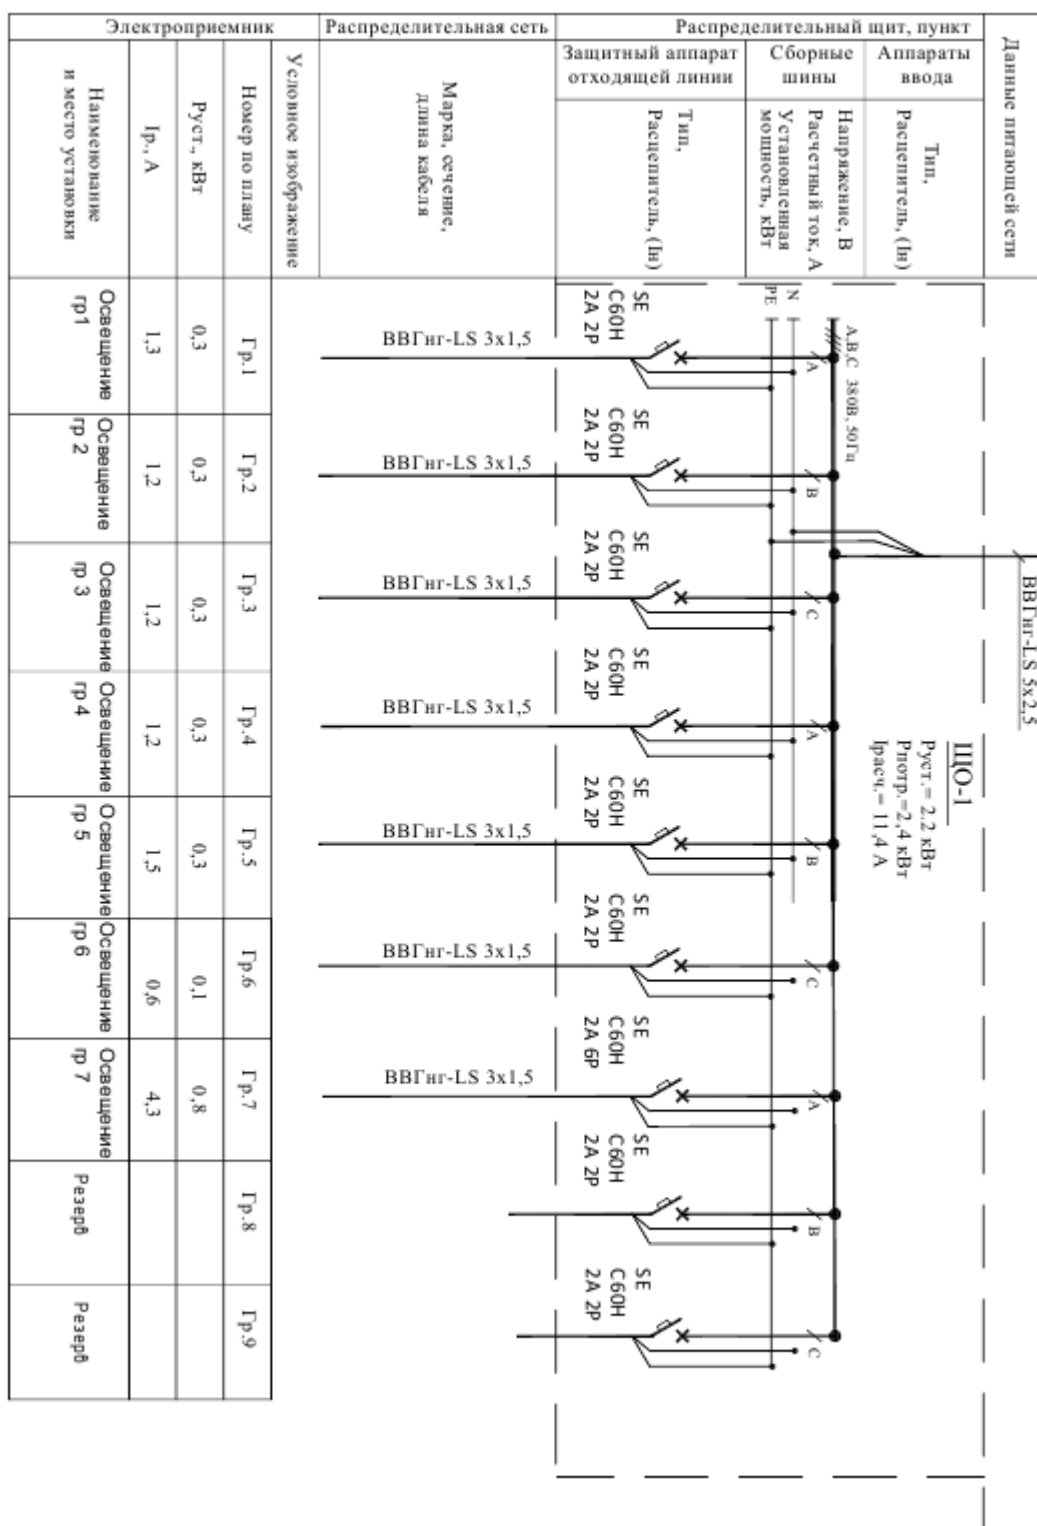 Электроприемник
Распределительная сеть
Распределительный щит, пункт
Данные питающей сети
Защитный аппарат
отходящей линии
Сборные
шины
Аппараты
ввода
Наименование
и место установки
Iр., А
Руст., кВт
Номер по плану
Условное изображение
Марка, сечение,
длина кабеля
Тип,
Расцепитель, (Iн)
Напряжение, В
Расчетный ток, А
Установленная
мощность, кВт
Тип,
Расцепитель, (Iн)
N
PE
А,В,С 380В, 50Гц
Освещение
гр1
1,3
0,3
Гр.1
ВВГнг-LS 3х1,5
SE
C60H
2A 2P
A
Освещение
гр 2
1,2
0,3
Гр.2
ВВГнг-LS 3х1,5
SE
C60H
2A 2P
B
Освещение
гр 3
1,2
0,3
Гр.3
ВВГнг-LS 3х1,5
SE
C60H
2A 2P
C
ВВГнг-LS 5х2,5
Освещение
гр 4
1,2
0,3
Гр.4
ВВГнг-LS 3х1,5
SE
C60H
2A 2P
A
ЩО-1
Руст.= 2.2 кВт
Рпотр.=2,4 кВт
Iрасч.= 11,4 А
Освещение
гр 5
1,5
0,3
Гр.5
ВВГнг-LS 3х1,5
SE
C60H
2A 2P
B
Освещение
гр 6
0,6
0,1
Гр.6
ВВГнг-LS 3х1,5
SE
C60H
2A 2P
C
Освещение
гр 7
4,3
0,8
Гр.7
ВВГнг-LS 3х1,5
SE
C60H
2A 6P
A
Резерв
Гр.8
SE
C60H
2A 2P
B
Резерв
Гр.9
SE
C60H
2A 2P
C